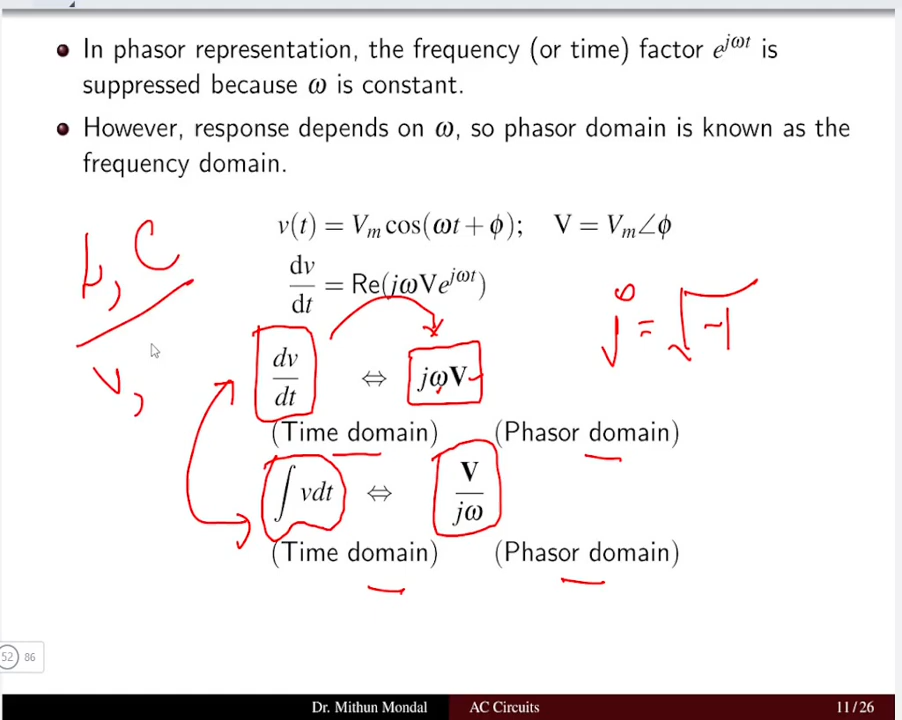 In phasor representation, the frequency (or time) factor e^{jωt} is
suppressed because ω is constant.
However, response depends on ω, so phasor domain is known as the
frequency domain.
v(t) = V_m cos(ωt + ϕ); V = V_m∠ϕ
dv/dt = Re(jωVe^{jωt})
L, C
j = √-1
dv/dt ⇔ jωV
v,
(Time domain) (Phasor domain)
∫ vdt ⇔ V/jω
(Time domain) (Phasor domain)
52 86
Dr. Mithun Mondal AC Circuits 11/26